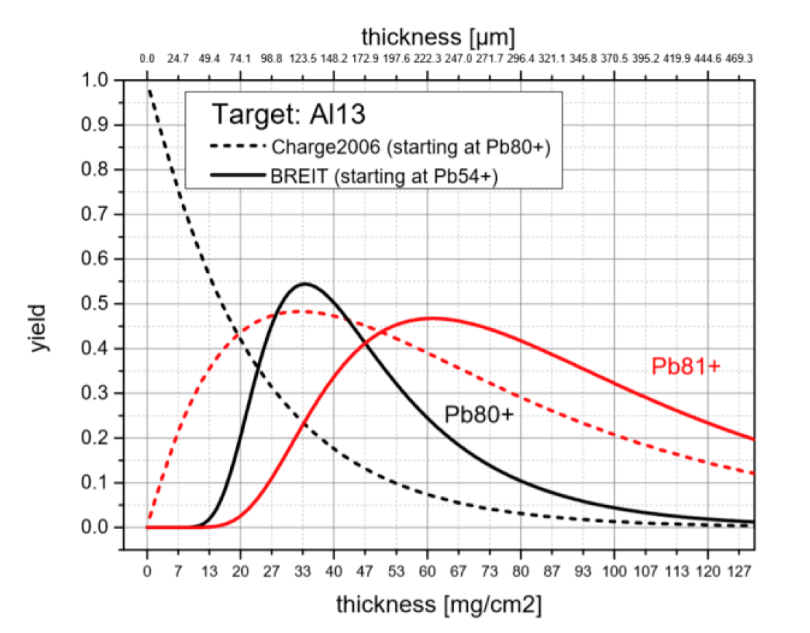 thickness [µm]
0.0 24.7 49.4 74.1 98.8 123.5 148.2 172.9 197.6 222.3 247.0 271.7 296.4 321.1 345.8 370.5 395.2 419.9 444.6 469.3
1.0
0.9
0.8
0.7
0.6
0.5
0.4
0.3
0.2
0.1
0.0
yield
Target: Al13
Charge2006 (starting at Pb80+)
BREIT (starting at Pb54+)
Pb81+
Pb80+
0 7 13 20 27 33 40 47 53 60 67 73 80 87 93 100 107 113 120 127
thickness [mg/cm2]